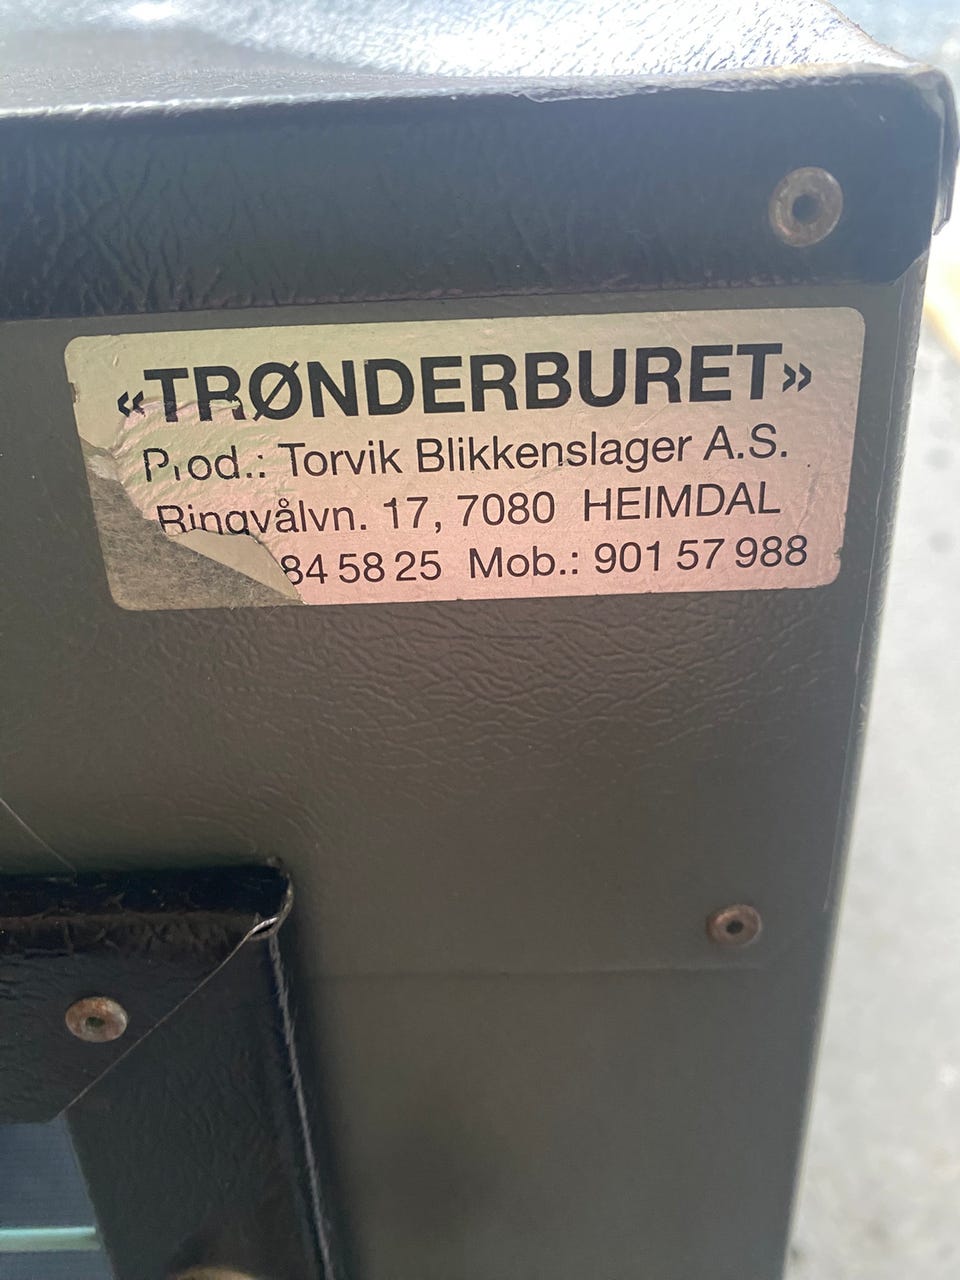 «TRØNDERBURET»
Prod.: Torvik Blikkenslager A.S.
Ringvålvn. 17, 7080 HEIMDAL
84 58 25 Mob.: 901 57 988